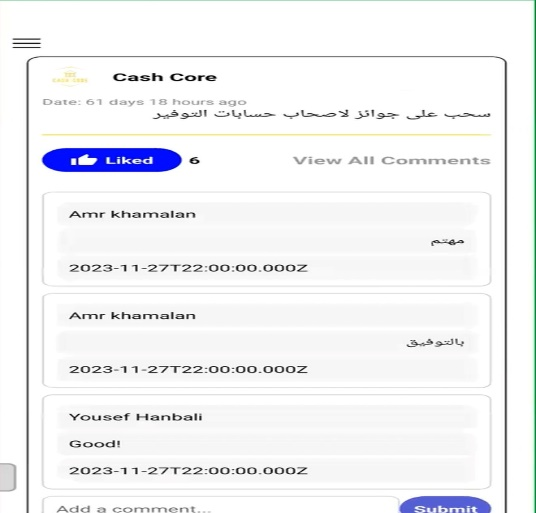 Cash Core
Date: 61 days 18 hours ago
سحب على جوائز لاصحاب حسابات التوفير
Liked 6 View All Comments
Amr khamalan
مهتم
2023-11-27T22:00:00.000Z
Amr khamalan
بالتوفيق
2023-11-27T22:00:00.000Z
Yousef Hanbali
Good!
2023-11-27T22:00:00.000Z
Add a comment... Submit